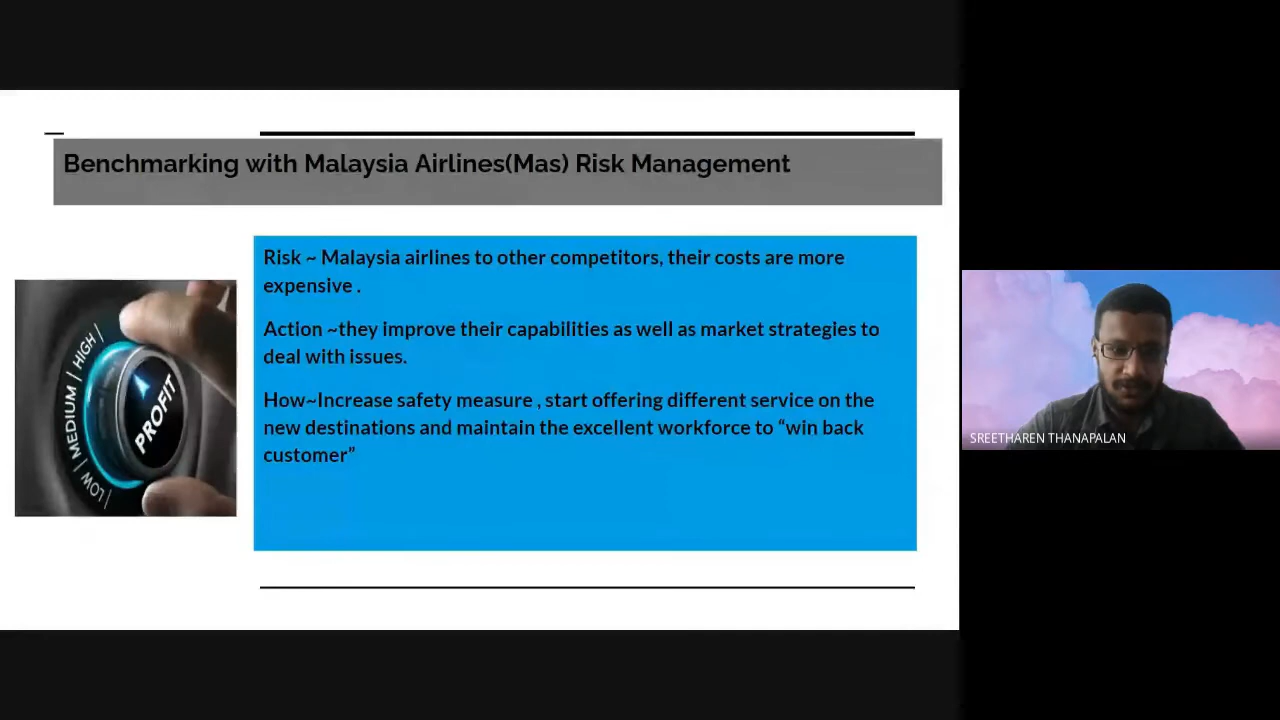 Benchmarking with Malaysia Airlines(Mas) Risk Management
Risk ~ Malaysia airlines to other competitors, their costs are more
expensive .
Action ~they improve their capabilities as well as market strategies to
deal with issues.
How~Increase safety measure , start offering different service on the
new destinations and maintain the excellent workforce to “win back
customer”
LOW | MEDIUM | HIGH |
PROFIT
SREETHAREN THANAPALAN